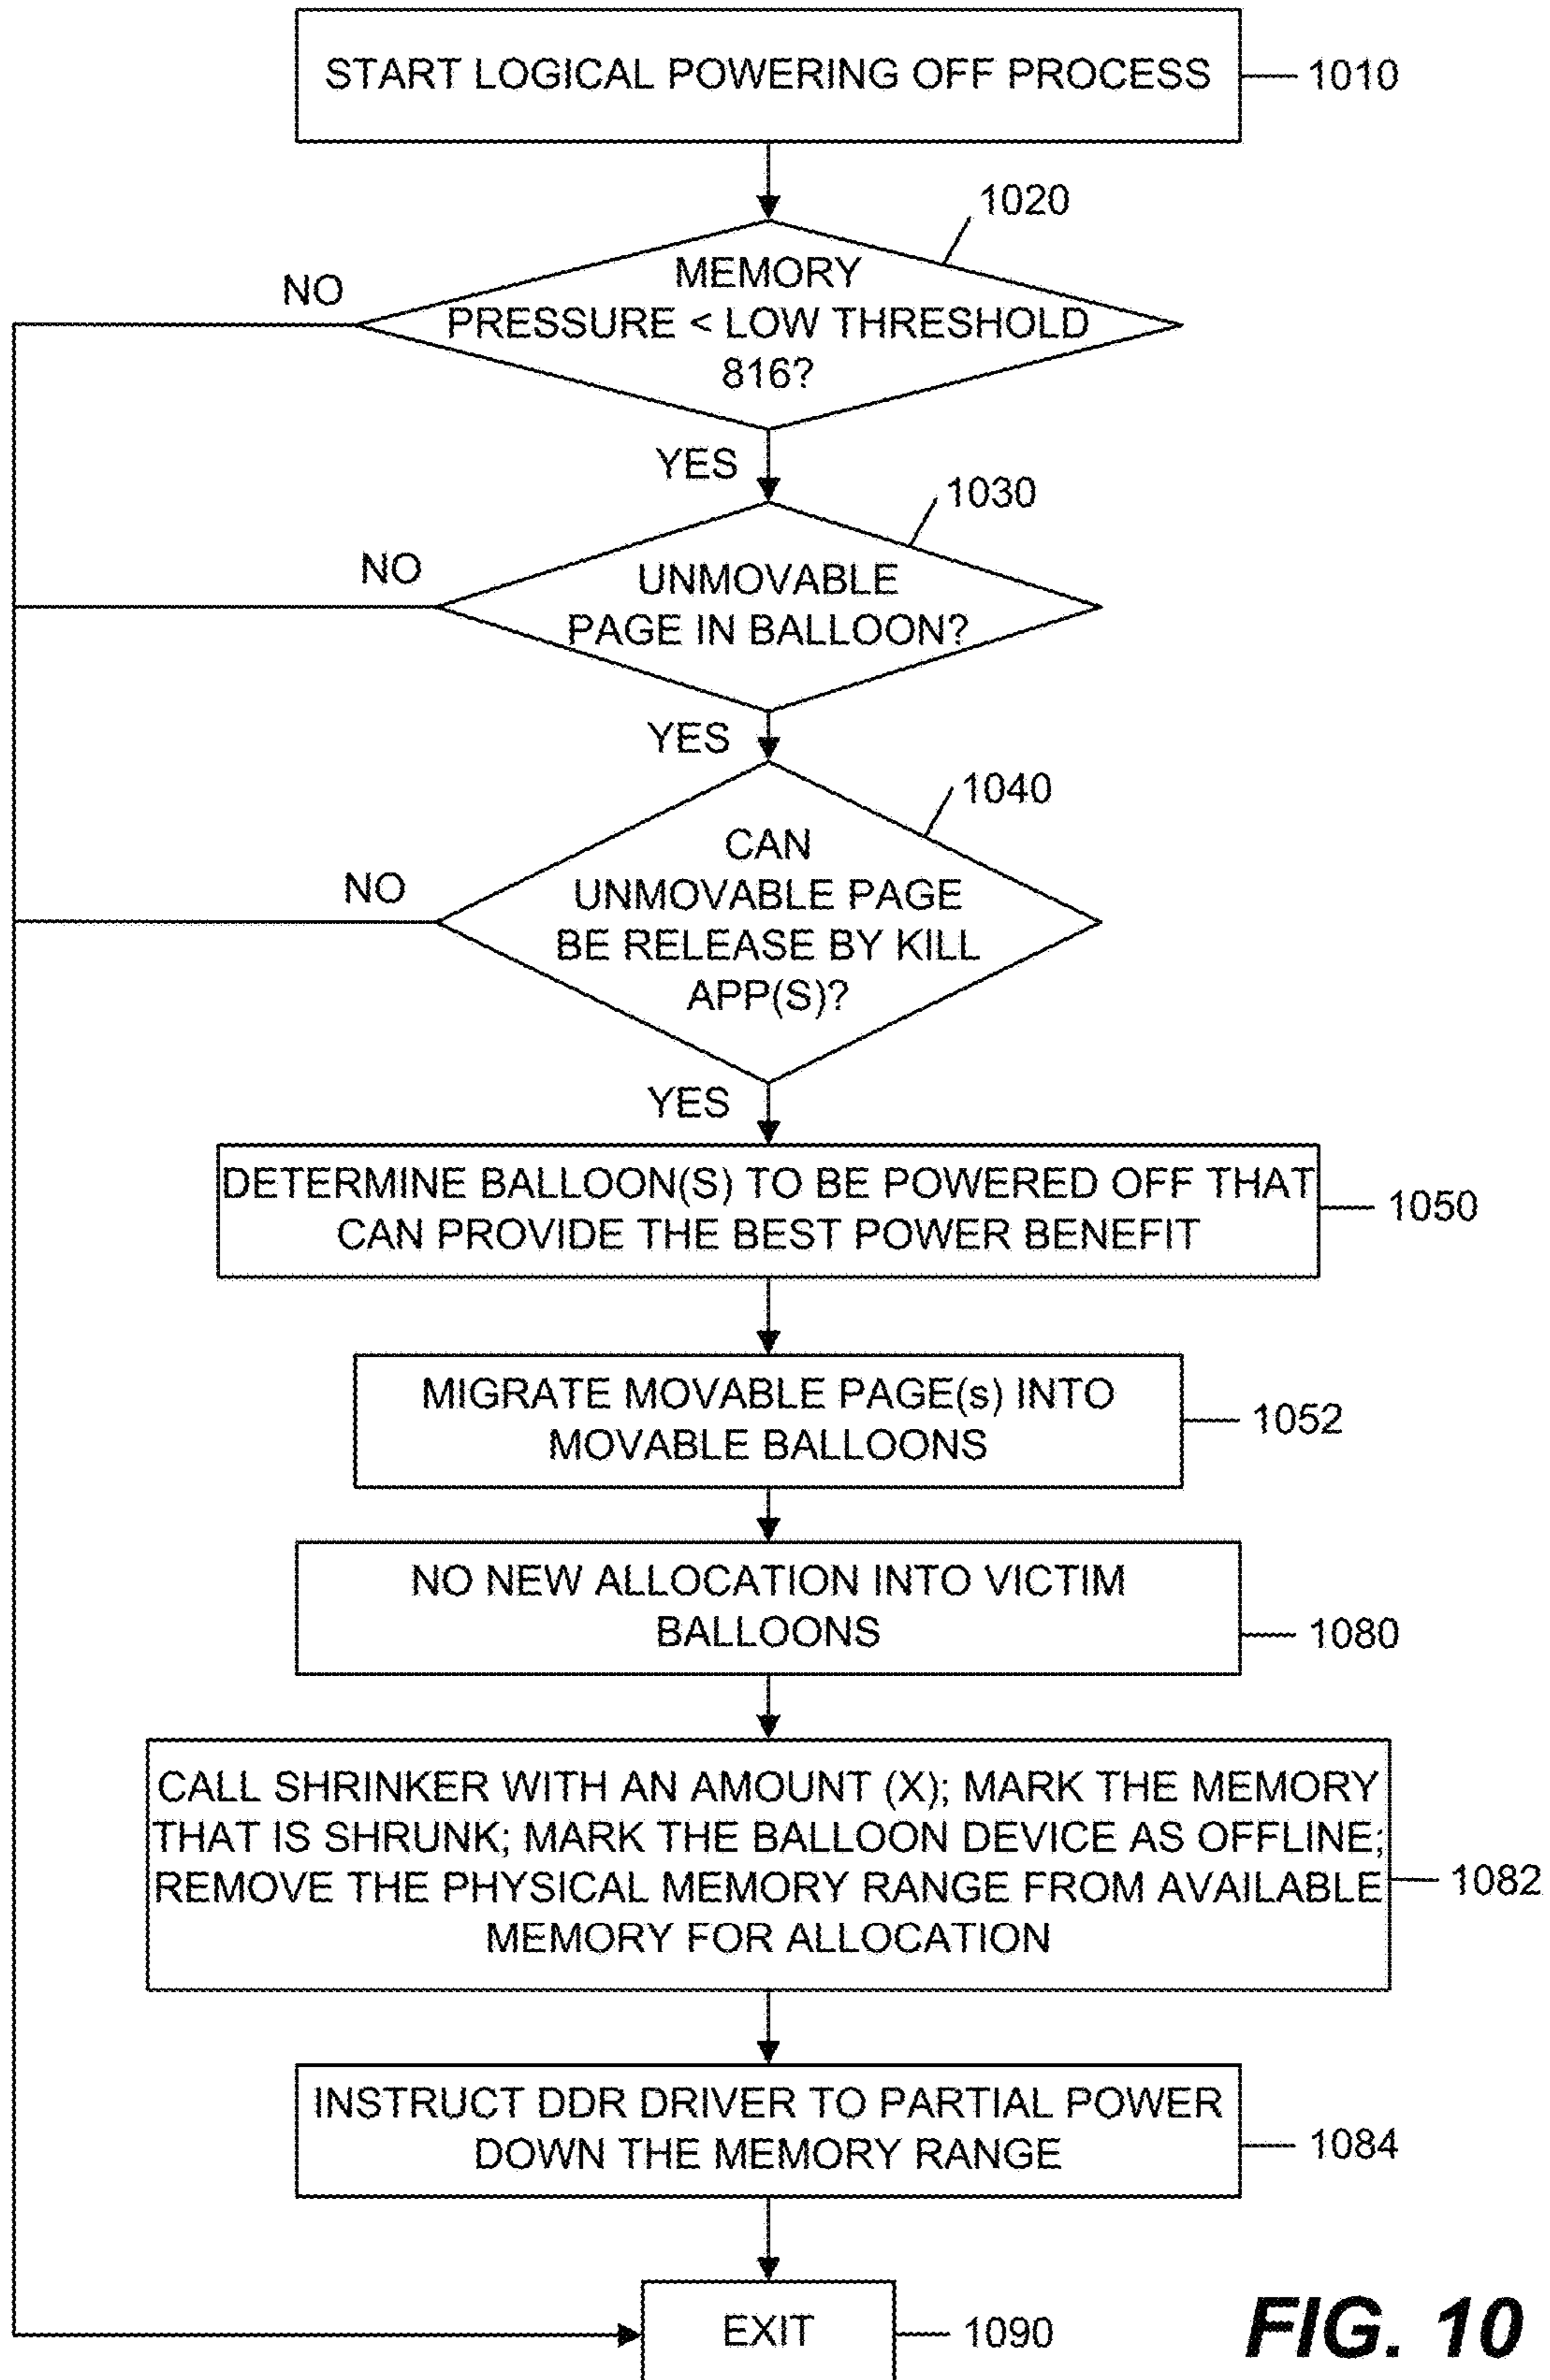 START LOGICAL POWERING OFF PROCESS
1010
1020
MEMORY
PRESSURE < LOW THRESHOLD
816?
NO
YES
1030
UNMOVABLE
PAGE IN BALLOON?
NO
YES
1040
CAN
UNMOVABLE PAGE
BE RELEASE BY KILL
APP(S)?
NO
YES
DETERMINE BALLOON(S) TO BE POWERED OFF THAT
CAN PROVIDE THE BEST POWER BENEFIT
1050
MIGRATE MOVABLE PAGE(s) INTO
MOVABLE BALLOONS
1052
NO NEW ALLOCATION INTO VICTIM
BALLOONS
1080
CALL SHRINKER WITH AN AMOUNT (X); MARK THE MEMORY
THAT IS SHRUNK; MARK THE BALLOON DEVICE AS OFFLINE;
REMOVE THE PHYSICAL MEMORY RANGE FROM AVAILABLE
MEMORY FOR ALLOCATION
1082
INSTRUCT DDR DRIVER TO PARTIAL POWER
DOWN THE MEMORY RANGE
1084
EXIT
1090
FIG. 10